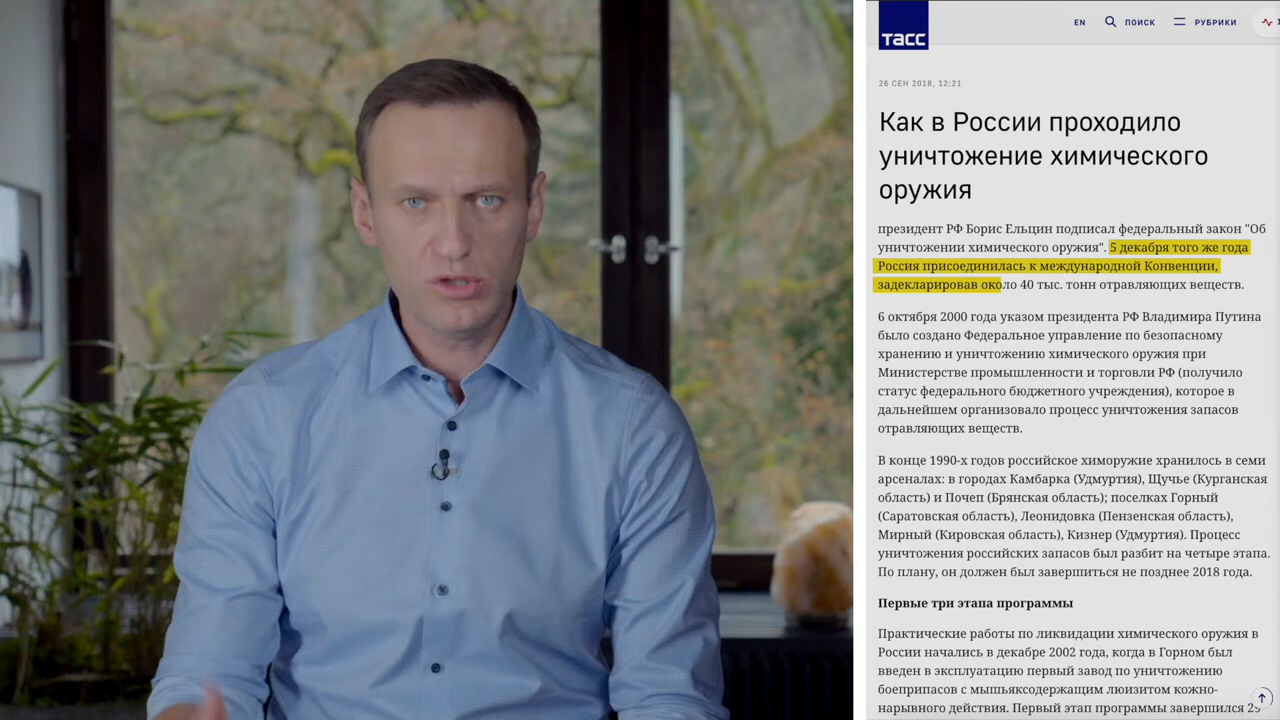 тасс
EN
ПОИСК
РУБРИКИ
26 СЕН 2018, 12:21
Как в России проходило
уничтожение химического
оружия
президент РФ Борис Ельцин подписал федеральный закон "Об
уничтожении химического оружия". 5 декабря того же года
Россия присоединилась к международной Конвенции,
задекларировав около 40 тыс. тонн отравляющих веществ.
6 октября 2000 года указом президента РФ Владимира Путина
было создано Федеральное управление по безопасному
хранению и уничтожению химического оружия при
Министерстве промышленности и торговли РФ (получило
статус федерального бюджетного учреждения), которое в
дальнейшем организовало процесс уничтожения запасов
отравляющих веществ.
В конце 1990-х годов российское химоружие хранилось в семи
арсеналах: в городах Камбарка (Удмуртия), Щучье (Курганская
область) и Почеп (Брянская область); поселках Горный
(Саратовская область), Леонидовка (Пензенская область),
Мирный (Кировская область), Кизнер (Удмуртия). Процесс
уничтожения российских запасов был разбит на четыре этапа.
По плану, он должен был завершиться не позднее 2018 года.
Первые три этапа программы
Практические работы по ликвидации химического оружия в
России начались в декабре 2002 года, когда в Горном был
введен в эксплуатацию первый завод по уничтожению
боеприпасов с мышьяксодержащим люизитом кожно-
нарывного действия. Первый этап программы завершился 29